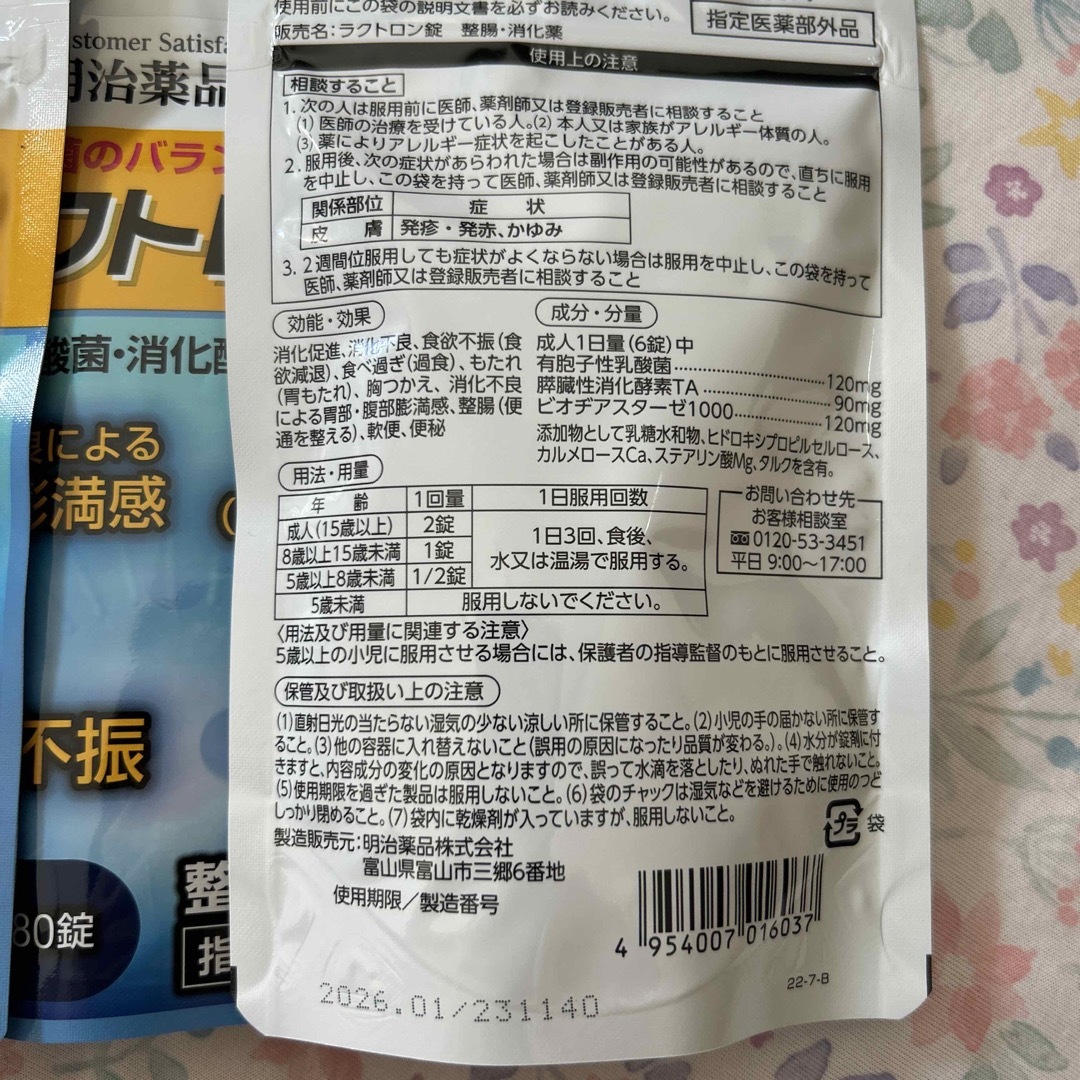 stomer Satisfa
明治薬品
菌のバラン
フト
酸菌・消化酵
良による
満感
不振
80錠
整
指
使用前にこの袋の説明文書を必ずお読みください。
販売名:ラクトロン錠 整腸・消化薬
指定医薬部外品
使用上の注意
相談すること
1. 次の人は服用前に医師、薬剤師又は登録販売者に相談すること
(1) 医師の治療を受けている人。(2) 本人又は家族がアレルギー体質の人。
(3) 薬によりアレルギー症状を起こしたことがある人。
2. 服用後、次の症状があらわれた場合は副作用の可能性があるので、直ちに服用
を中止し、この袋を持って医師、薬剤師又は登録販売者に相談すること
関係部位 症状
皮膚 発疹・発赤、かゆみ
3. 2週間位服用しても症状がよくならない場合は服用を中止し、この袋を持って
医師、薬剤師又は登録販売者に相談すること
効能・効果
消化促進、消化不良、食欲不振(食
欲減退)、食べ過ぎ(過食)、もたれ
(胃もたれ)、胸つかえ、消化不良
による胃部・腹部膨満感、整腸(便
通を整える)、軟便、便秘
成分・分量
成人1日量(6錠)中
有胞子性乳酸菌 120mg
膵臓性消化酵素TA 90mg
ビオヂアスターゼ1000 120mg
添加物として乳糖水和物、ヒドロキシプロピルセルロース、
カルメロースCa、ステアリン酸Mg、タルクを含有。
用法・用量
年齢 1回量 1日服用回数
成人(15歳以上) 2錠
8歳以上15歳未満 1錠
5歳以上8歳未満 1/2錠
1日3回、食後、
水又は温湯で服用する。
5歳未満 服用しないでください。
お問い合わせ先
お客様相談室
0120-53-3451
平日 9:00〜17:00
〈用法及び用量に関連する注意〉
5歳以上の小児に服用させる場合には、保護者の指導監督のもとに服用させること。
保管及び取扱い上の注意
(1)直射日光の当たらない湿気の少ない涼しい所に保管すること。(2)小児の手の届かない所に保管す
ること。(3)他の容器に入れ替えないこと(誤用の原因になったり品質が変わる。)。(4)水分が錠剤に付
きますと、内容成分の変化の原因となりますので、誤って水滴を落としたり、ぬれた手で触れないこと。
(5)使用期限を過ぎた製品は服用しないこと。(6)袋のチャックは湿気などを避けるために使用のつど
しっかり閉めること。(7)袋内に乾燥剤が入っていますが、服用しないこと。
プラ 袋
製造販売元:明治薬品株式会社
富山県富山市三郷6番地
使用期限/製造番号
4 954007 016037
22-7-B
2026.01/231140